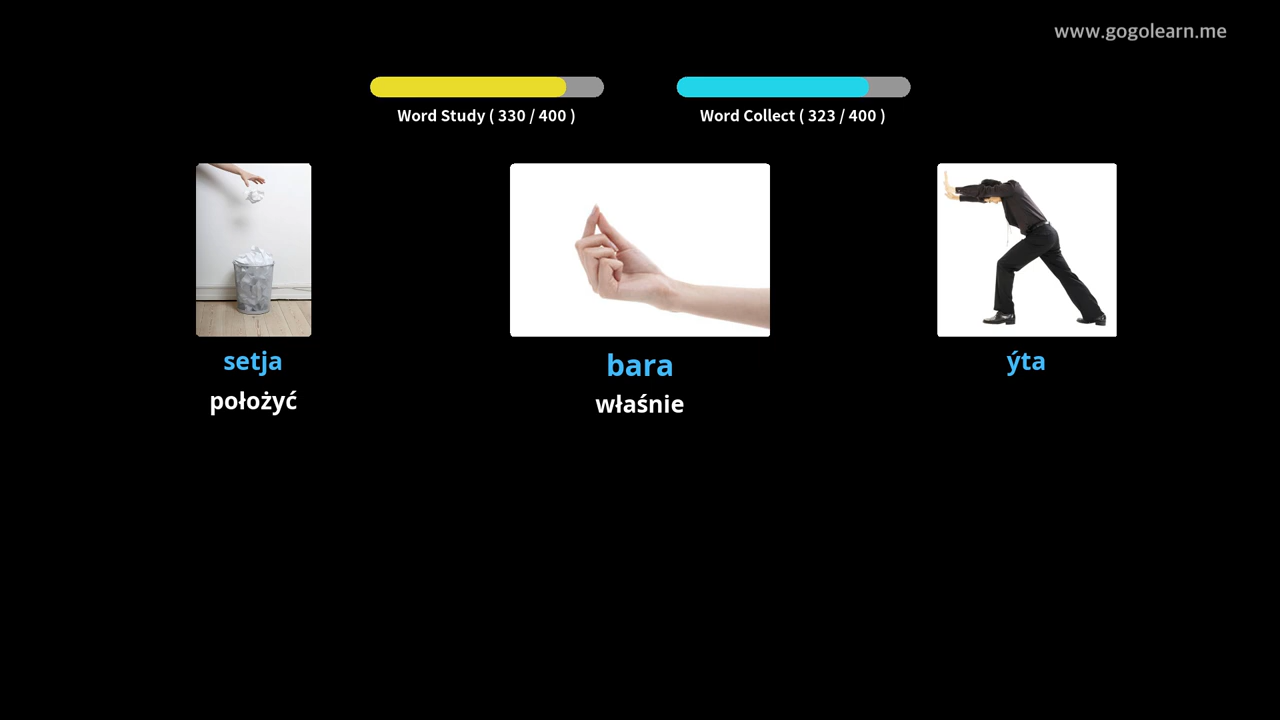 www.gogolearn.me
Word Study ( 330 / 400 )
Word Collect ( 323 / 400 )
setja
położyć
bara
właśnie
ýta